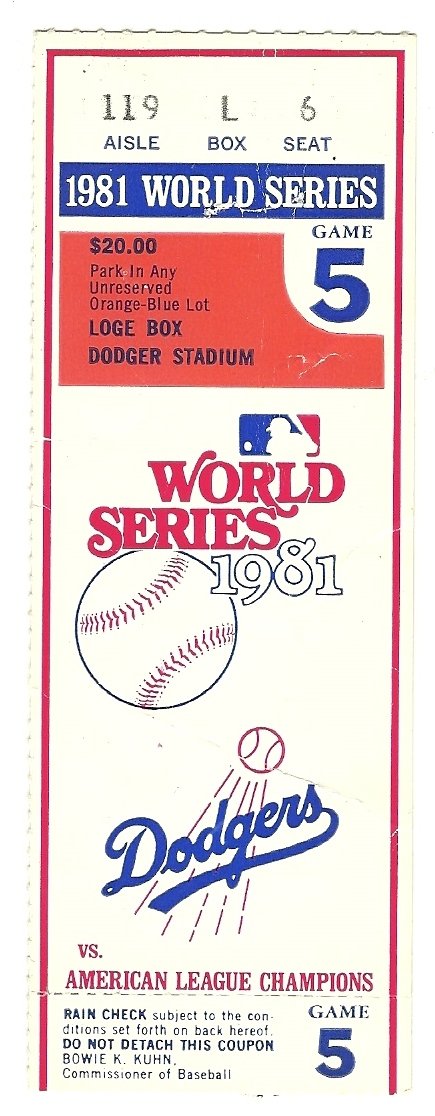 119 L 6
AISLE BOX SEAT
1981 WORLD SERIES
GAME
5
$20.00
Park In Any
Unreserved
Orange-Blue Lot
LOGE BOX
DODGER STADIUM
WORLD
SERIES
1981
Dodgers
VS.
AMERICAN LEAGUE CHAMPIONS
RAIN CHECK subject to the con-
ditions set forth on back hereof.
DO NOT DETACH THIS COUPON
BOWIE K. KUHN,
Commissioner of Baseball
GAME
5